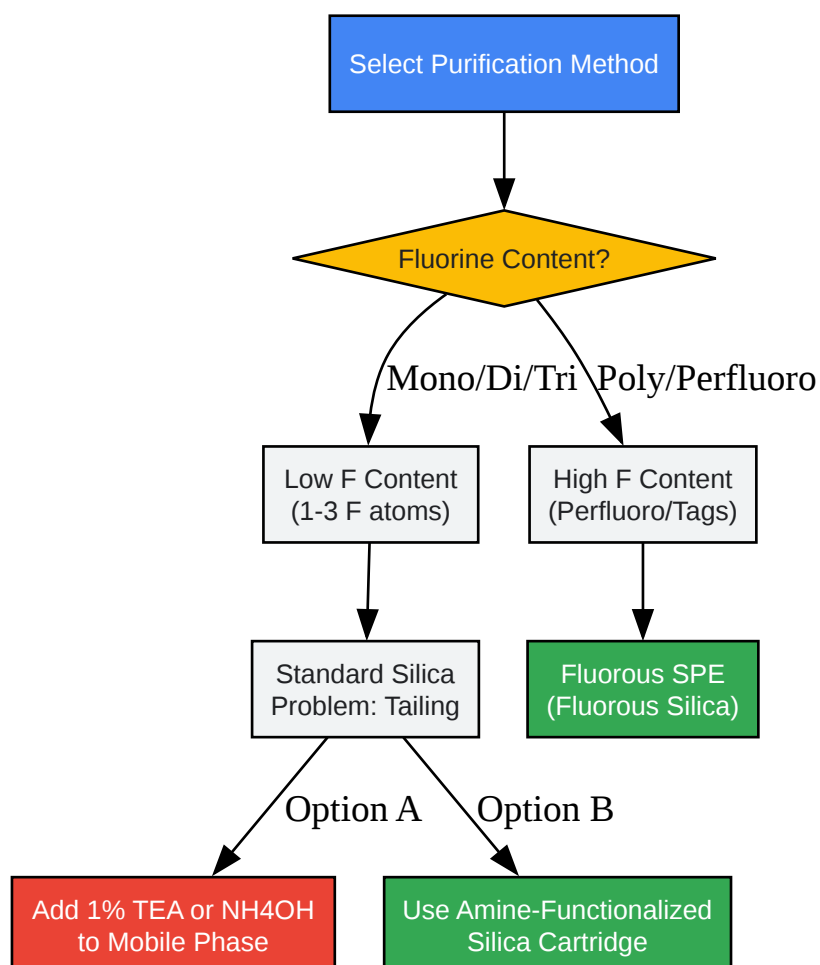 Select Purification Method
Fluorine Content?
Mono/Di/Tri
Poly/Perfluoro
Low F Content
(1-3 F atoms)
High F Content
(Perfluoro/Tags)
Standard Silica
Problem: Tailing
Fluorous SPE
(Fluorous Silica)
Option A
Option B
Add 1% TEA or NH4OH
to Mobile Phase
Use Amine-Functionalized
Silica Cartridge